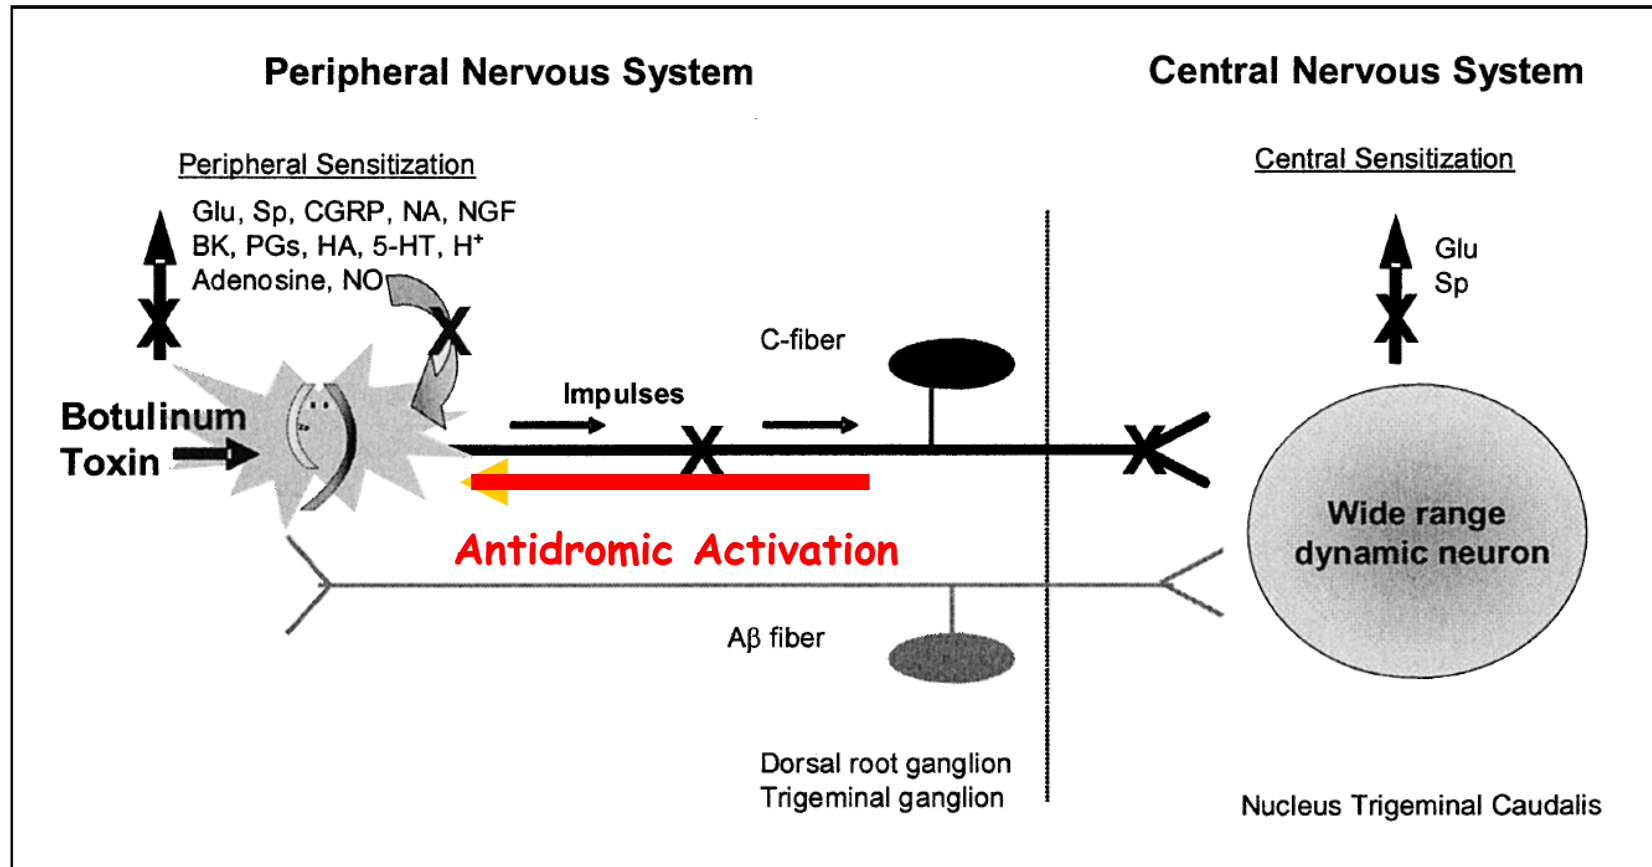 Peripheral Nervous System
Central Nervous System
Peripheral Sensitization
Glu, Sp, CGRP, NA, NGF
BK, PGs, HA, 5-HT, H⁺
Adenosine, NO
Central Sensitization
Glu
Sp
C-fiber
Impulses
Botulinum
Toxin
Antidromic Activation
Wide range
dynamic neuron
Aβ fiber
Dorsal root ganglion
Trigeminal ganglion
Nucleus Trigeminal Caudalis